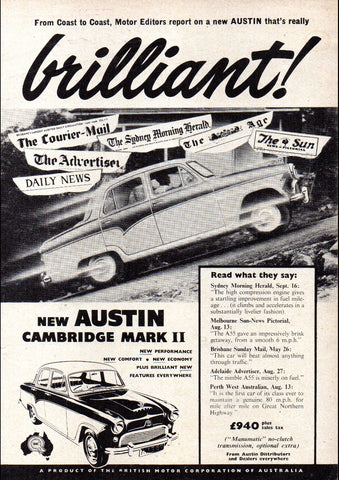 From Coast to Coast, Motor Editors report on a new AUSTIN that's really
brilliant!
The Courier-Mail
The Sydney Morning Herald
The Age
The Sun
The Advertiser
DAILY NEWS
Read what they say:
Sydney Morning Herald, Sept. 16:
"The high compression engine gives
a startling improvement in fuel mile-
age . . . (it climbs and accelerates in a
substantially livelier fashion).
Melbourne Sun-News Pictorial,
Aug. 13:
"The A55 gave an impressively brisk
getaway, from a smooth 6 m.p.h."
Brisbane Sunday Mail, May 26:
"This car will beat almost anything
through traffic."
Adelaide Advertiser, Aug. 27:
"The nimble A55 is miserly on fuel."
Perth West Australian, Aug. 13:
"It is the first car of its class ever to
maintain a genuine 80 m.p.h.
mile after mile on Great Northern
Highway."
NEW AUSTIN
CAMBRIDGE MARK II
NEW PERFORMANCE
NEW COMFORT • NEW ECONOMY
PLUS BRILLIANT NEW
FEATURES EVERYWHERE
£940 plus
sales tax
("Manumatic" no-clutch
transmission, optional extra)
From Austin Distributors
and Dealers everywhere
A PRODUCT OF THE BRITISH MOTOR CORPORATION OF AUSTRALIA